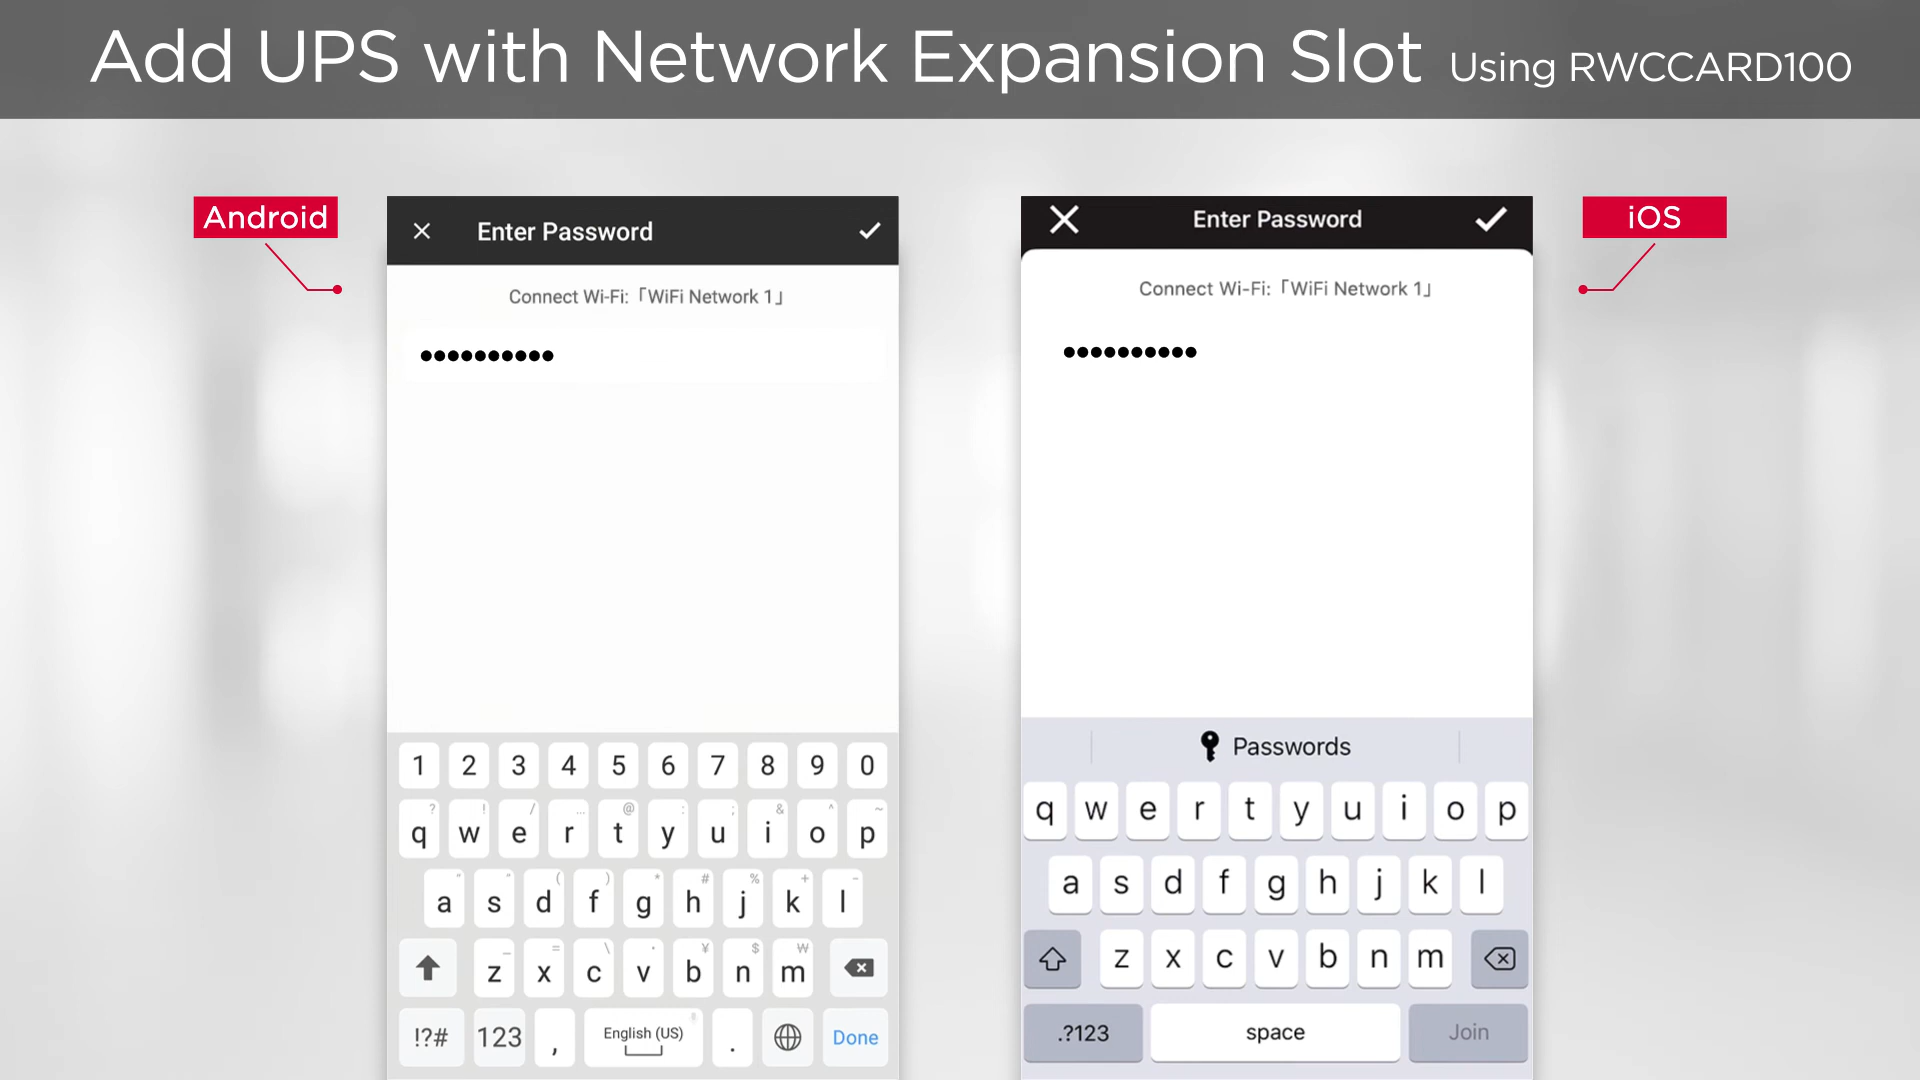 Add UPS with Network Expansion Slot Using RWCCARD100
Android
Enter Password
Connect Wi-Fi:「WiFi Network 1」
••••••••••
1 2 3 4 5 6 7 8 9 0
? ! / ... @ : ; & ^ ~
q w e r t y u i o p
( ) * # % + -
a s d f g h j k l
_ = \ · ¥ $ ₩
z x c v b n m
!?# 123 , English (US) . Done
iOS
Enter Password
Connect Wi-Fi:「WiFi Network 1」
••••••••••
Passwords
q w e r t y u i o p
a s d f g h j k l
z x c v b n m
.?123 space Join